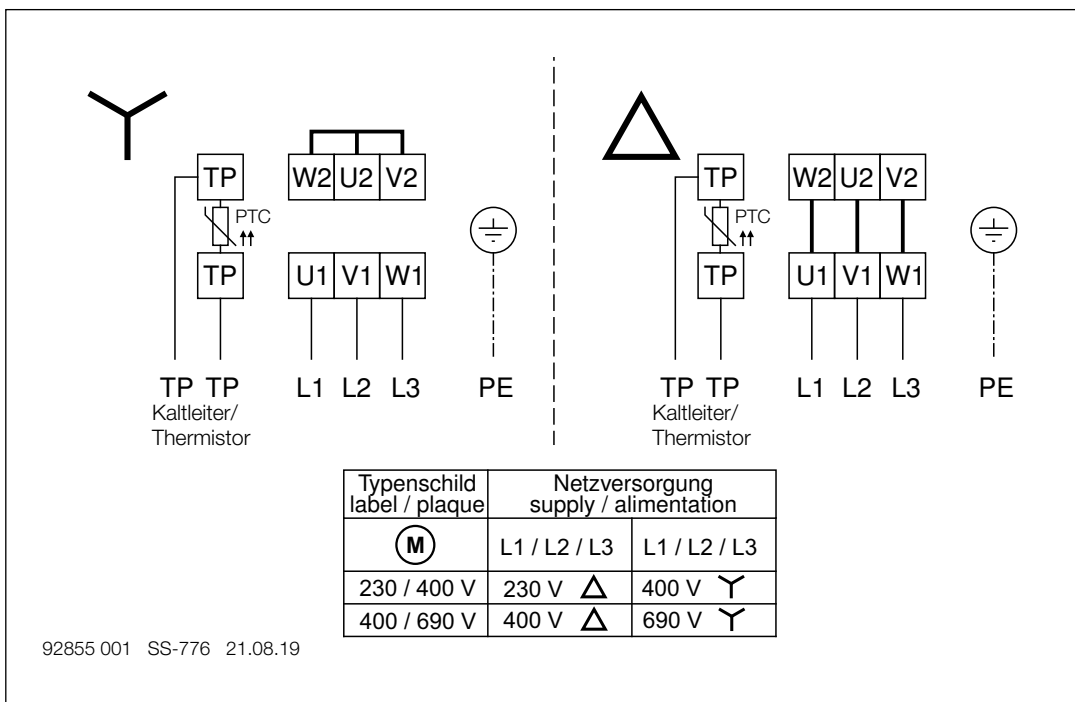 TP
W2 U2 V2
PTC
TP
U1 V1 W1
TP TP L1 L2 L3 PE
Kaltleiter/
Thermistor
TP
W2 U2 V2
PTC
TP
U1 V1 W1
TP TP L1 L2 L3 PE
Kaltleiter/
Thermistor
Typenschild Netzversorgung
label / plaque supply / alimentation
M L1 / L2 / L3 L1 / L2 / L3
230 / 400 V 230 V 400 V
400 / 690 V 400 V 690 V
92855 001 SS-776 21.08.19